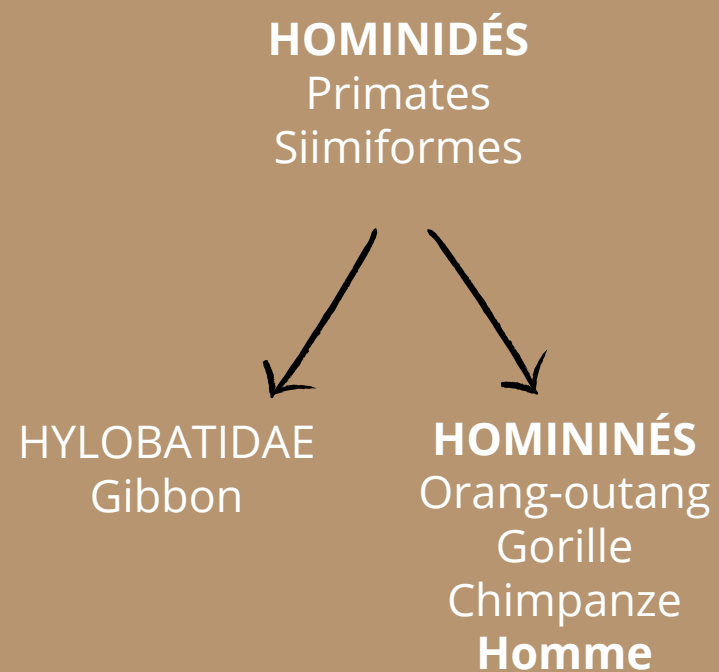 HOMINIDÉS
Primates
Siimiformes
HYLOBATIDAE
Gibbon
HOMININÉS
Orang-outang
Gorille
Chimpanze
Homme